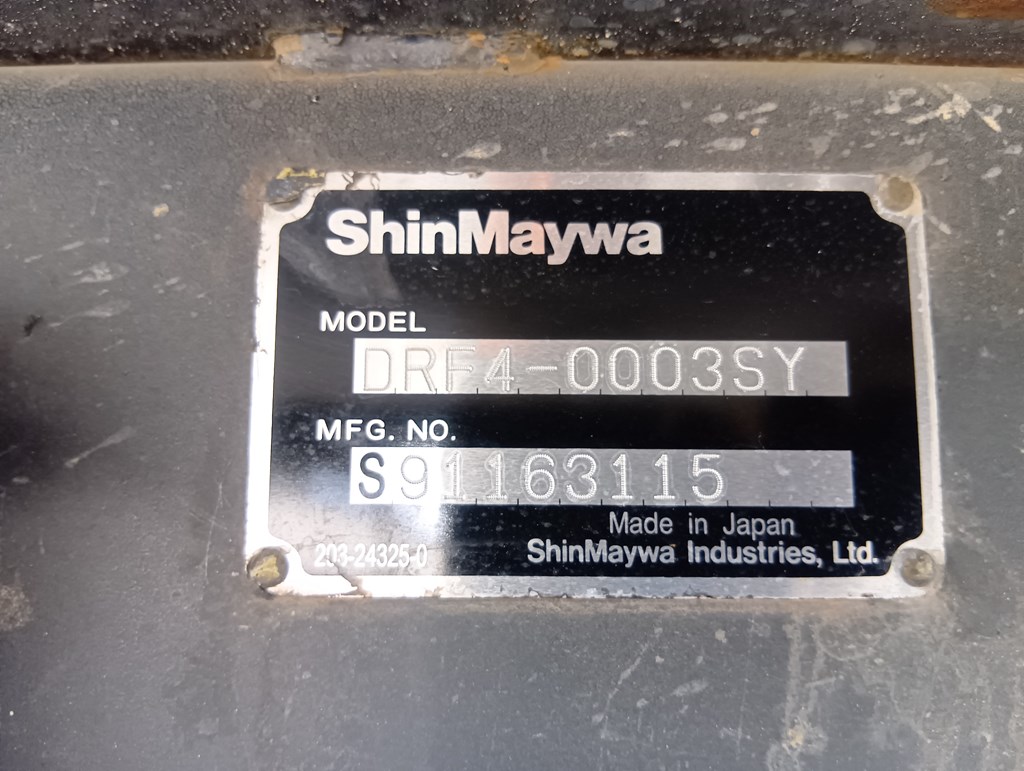 ShinMaywa
MODEL
DRF4-0003SY
MFG. NO.
S91163115
Made in Japan
203-24325-0 ShinMaywa Industries, Ltd.